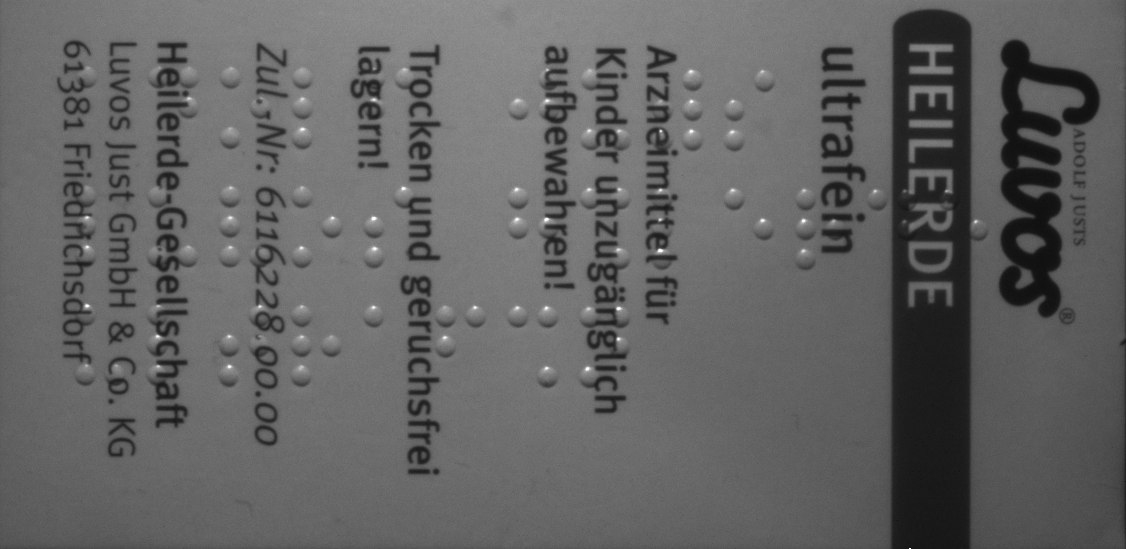 Luvos®
ADOLF JUSTS
HEILERDE
ultrafein
Arzneimittel für
Kinder unzugänglich
aufbewahren!
Trocken und geruchsfrei
lagern!
Zul.-Nr: 6116228.00.00
Heilerde-Gesellschaft
Luvos Just GmbH & Co. KG
61381 Friedrichsdorf